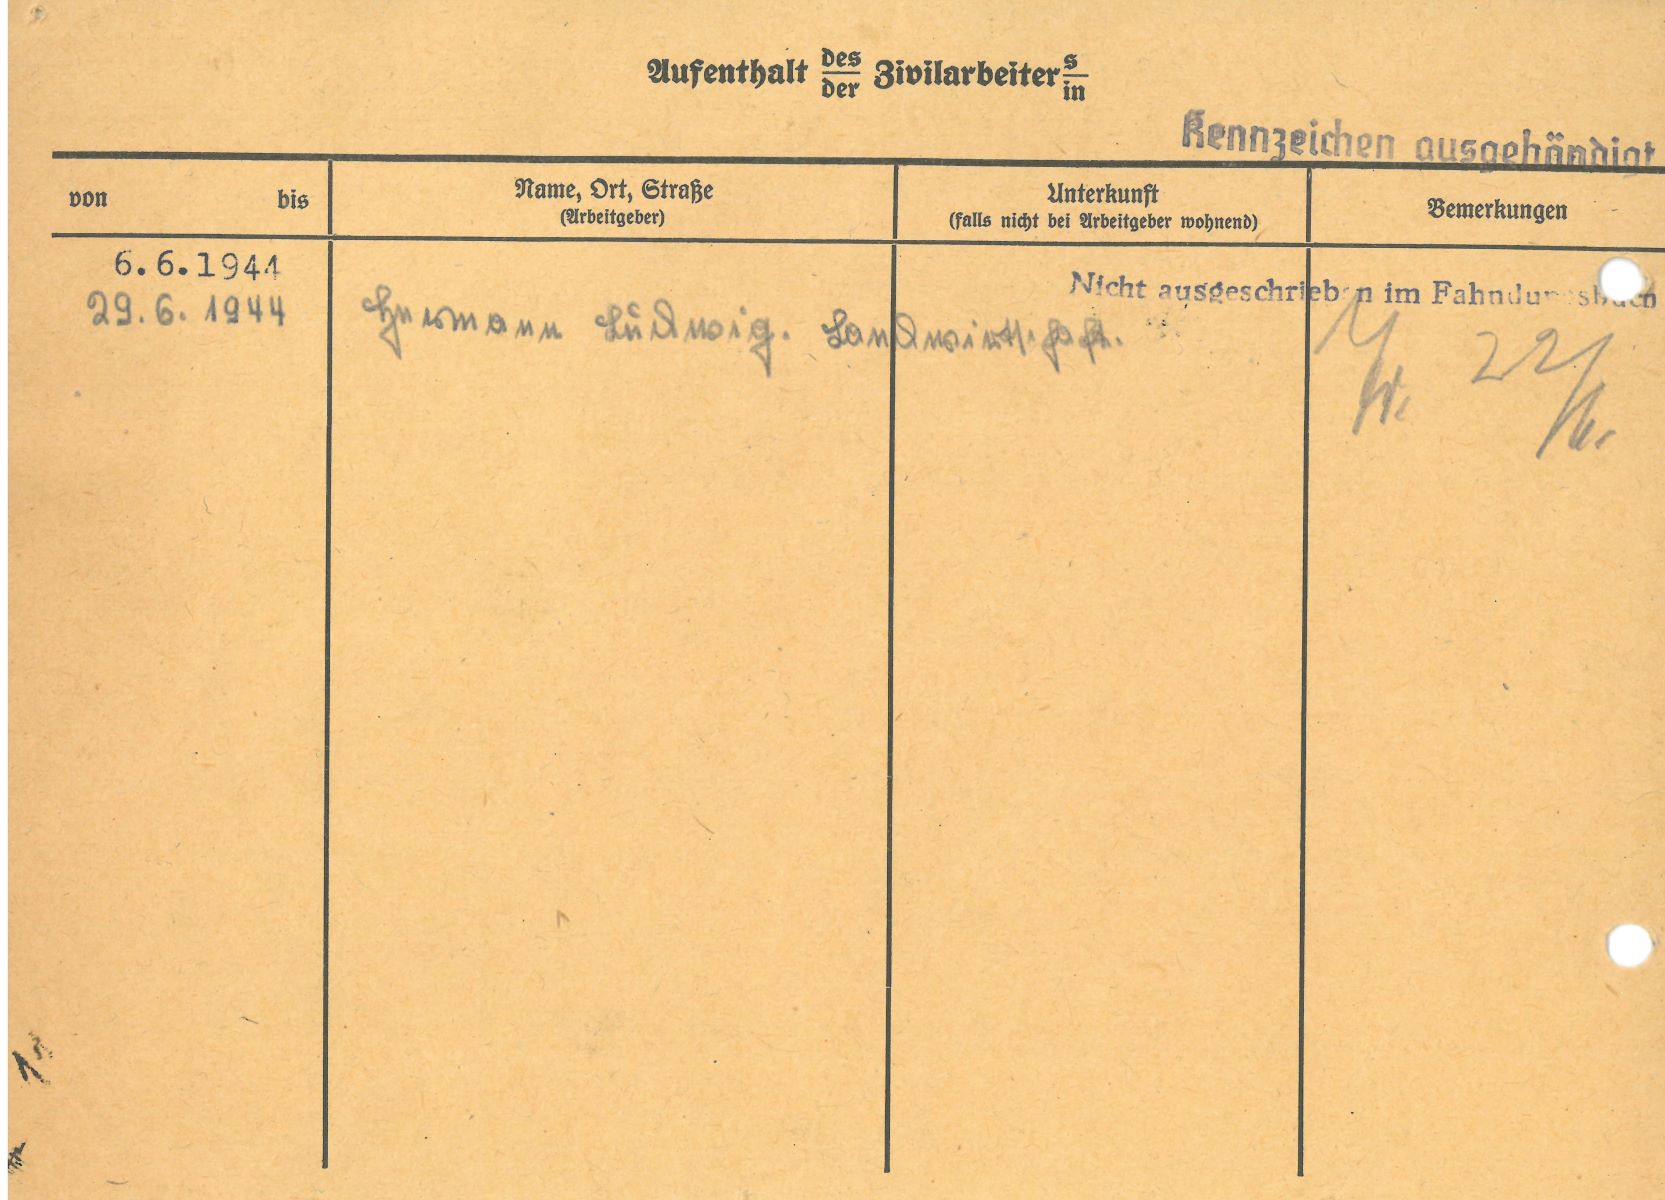 Aufenthalt des/der Zivilarbeiter s/in
Kennzeichen ausgehändigt
von bis
Name, Ort, Straße
(Arbeitgeber)
Unterkunft
(falls nicht bei Arbeitgeber wohnend)
Bemerkungen
6.6.1944
Nicht ausgeschrieben im Fahndungsbuch
29.6.1944 Hermann Ludwig. Landwirtschaft.
22/